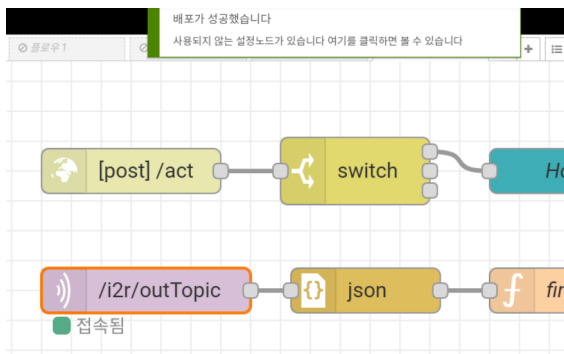 배포가 성공했습니다
사용되지 않는 설정노드가 있습니다 여기를 클릭하면 볼 수 있습니다
플로우 1
[post] /act
switch
/i2r/outTopic
json
접속됨